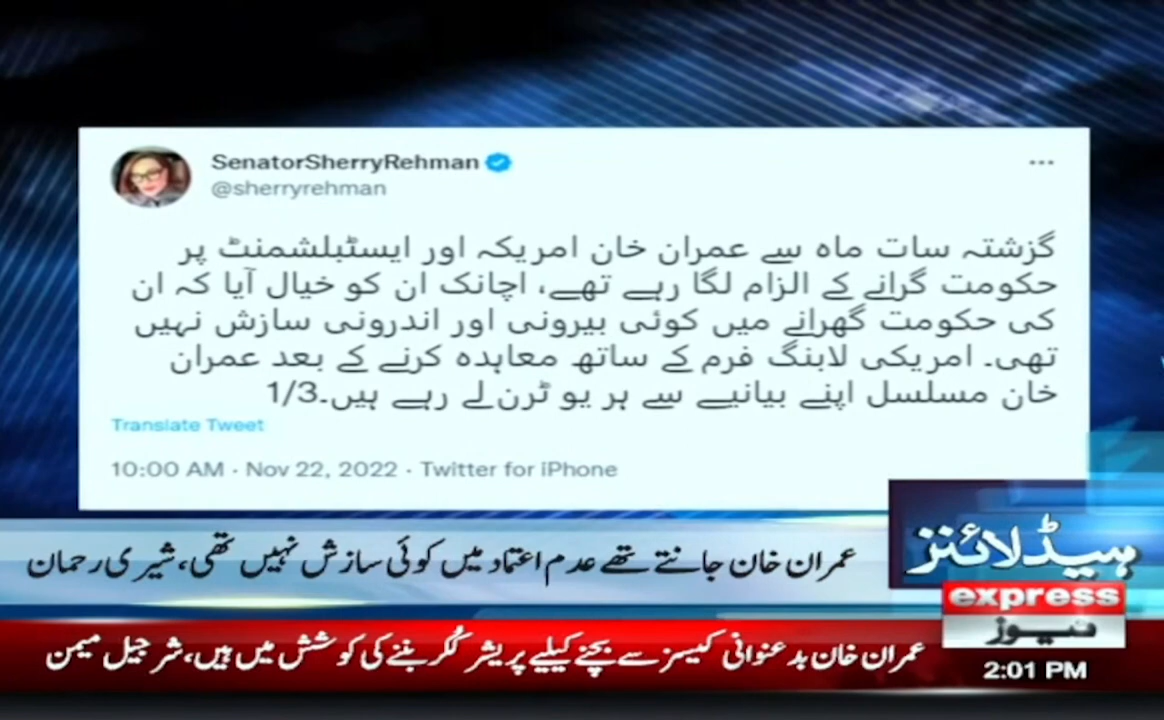 SenatorSherryRehman
@sherryrehman
گزشتہ سات ماہ سے عمران خان امریکہ اور ایسٹبلشمنٹ پر
حکومت گرانے کے الزام لگا رہے تھے، اچانک ان کو خیال آیا کہ ان
کی حکومت گھرانے میں کوئی بیرونی اور اندرونی سازش نہیں
تھی۔ امریکی لابنگ فرم کے ساتھ معاہدہ کرنے کے بعد عمران
خان مسلسل اپنے بیانیے سے ہر یو ٹرن لے رہے ہیں۔1/3
Translate Tweet
10:00 AM · Nov 22, 2022 · Twitter for iPhone
ہیڈلائنز
عمران خان جانتے تھے عدم اعتماد میں کوئی سازش نہیں تھی، شیری رحمان
express
نیوز
عمران خان بدعنوانی کیسز سے بچنے کیلیے پریشر ککر بننے کی کوشش میں ہیں، شرجیل میمن
2:01 PM